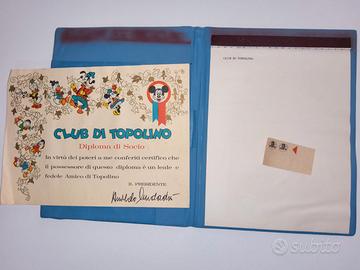 CLUB DI TOPOLINO
Diploma di Socio
In virtù dei poteri a me conferiti certifico che
il possessore di questo diploma è un leale e
fedele Amico di Topolino
IL PRESIDENTE
CLUB DI TOPOLINO
subito